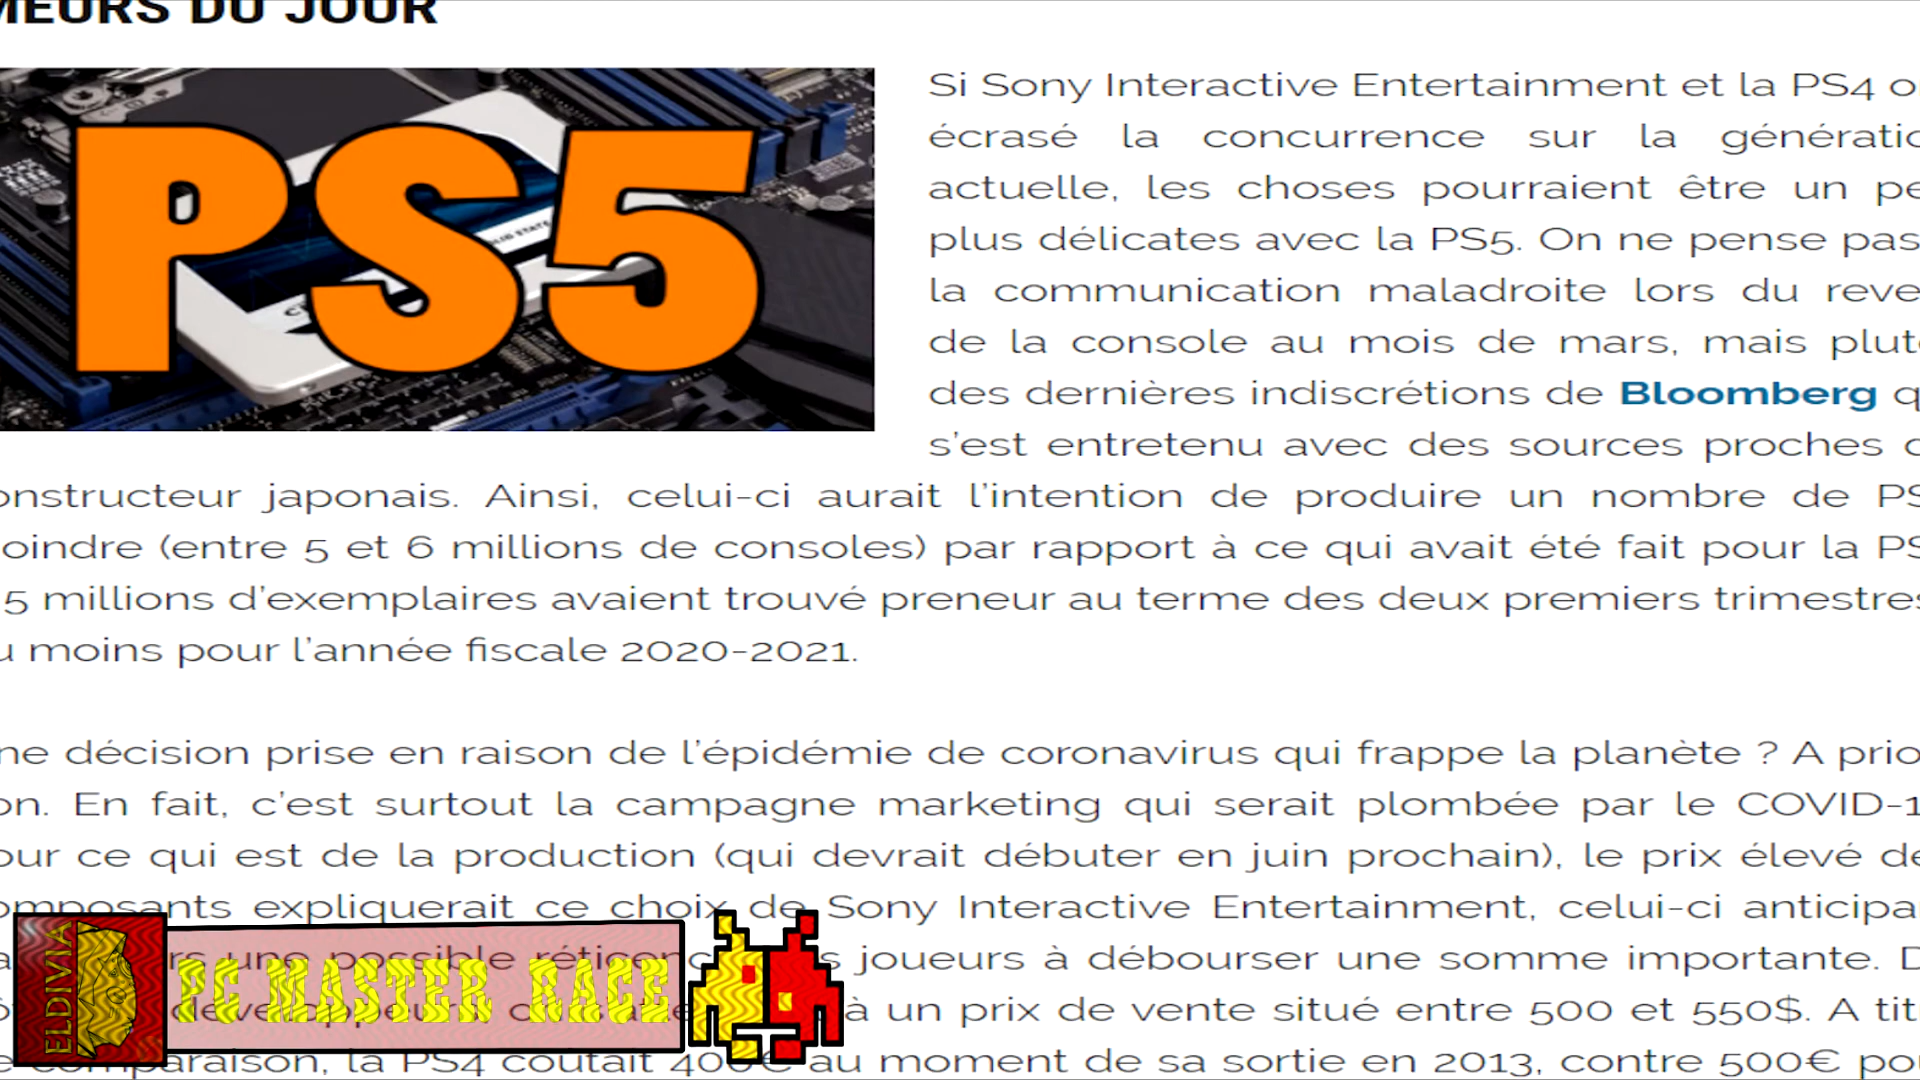 MEURS DU JOUR
PS5
Si Sony Interactive Entertainment et la PS4 o
écrasé la concurrence sur la génératio
actuelle, les choses pourraient être un pe
plus délicates avec la PS5. On ne pense pas
la communication maladroite lors du reve
de la console au mois de mars, mais plut
des dernières indiscrétions de Bloomberg q
s'est entretenu avec des sources proches
onstructeur japonais. Ainsi, celui-ci aurait l'intention de produire un nombre de PS
oindre (entre 5 et 6 millions de consoles) par rapport à ce qui avait été fait pour la PS
5 millions d'exemplaires avaient trouvé preneur au terme des deux premiers trimestres
u moins pour l'année fiscale 2020-2021.
ne décision prise en raison de l'épidémie de coronavirus qui frappe la planète ? A prio
on. En fait, c'est surtout la campagne marketing qui serait plombée par le COVID-1
our ce qui est de la production (qui devrait débuter en juin prochain), le prix élevé de
omposants expliquerait ce choix de Sony Interactive Entertainment, celui-ci anticipa
rs une possible réticenc s joueurs à débourser une somme importante. D
développeurs, à un prix de vente situé entre 500 et 550$. A tit
comparaison, la PS4 coûtait 400€ au moment de sa sortie en 2013, contre 500€ po
ELDIVIA
PC MASTER RACE